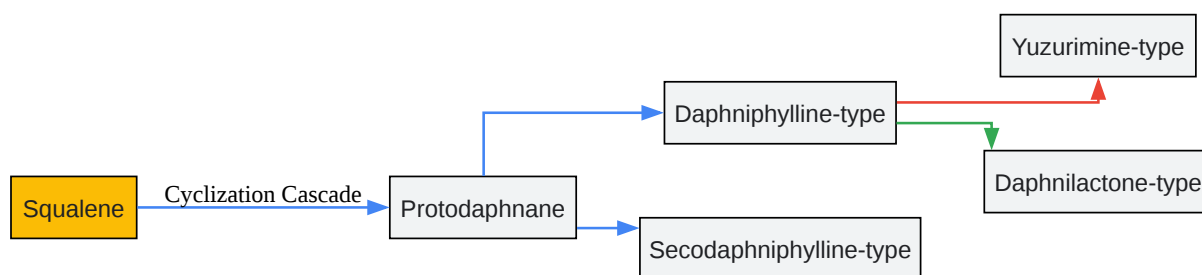 Yuzurimine-type
Daphniphylline-type
Daphnilactone-type
Squalene
Cyclization Cascade
Protodaphnane
Secodaphniphylline-type